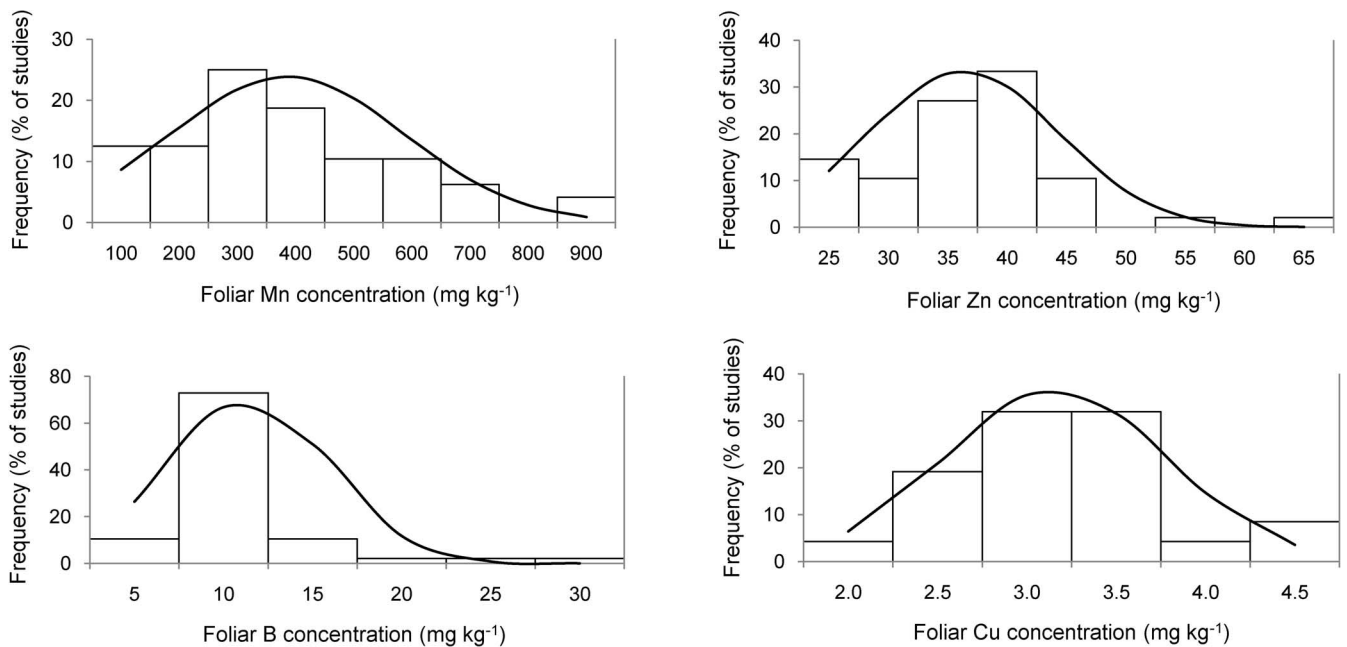 Frequency (% of studies)
30
20
10
0
100 200 300 400 500 600 700 800 900
Foliar Mn concentration (mg kg⁻¹)
Frequency (% of studies)
40
30
20
10
0
25 30 35 40 45 50 55 60 65
Foliar Zn concentration (mg kg⁻¹)
Frequency (% of studies)
80
60
40
20
0
5 10 15 20 25 30
Foliar B concentration (mg kg⁻¹)
Frequency (% of studies)
40
30
20
10
0
2.0 2.5 3.0 3.5 4.0 4.5
Foliar Cu concentration (mg kg⁻¹)